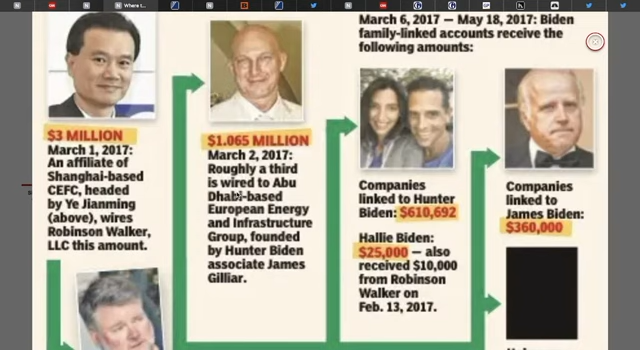 Where t...
$3 MILLION
March 1, 2017:
An affiliate of
Shanghai-based
CEFC, headed
by Ye Jianming
(above), wires
Robinson Walker,
LLC this amount.
$1.065 MILLION
March 2, 2017:
Roughly a third
is wired to Abu
Dhabi-based
European Energy
and Infrastructure
Group, founded
by Hunter Biden
associate James
Gilliar.
March 6, 2017 — May 18, 2017: Biden
family-linked accounts receive the
following amounts:
Companies
linked to Hunter
Biden: $610,692
Hallie Biden:
$25,000 — also
received $10,000
from Robinson
Walker on
Feb. 13, 2017.
Companies
linked to
James Biden:
$360,000